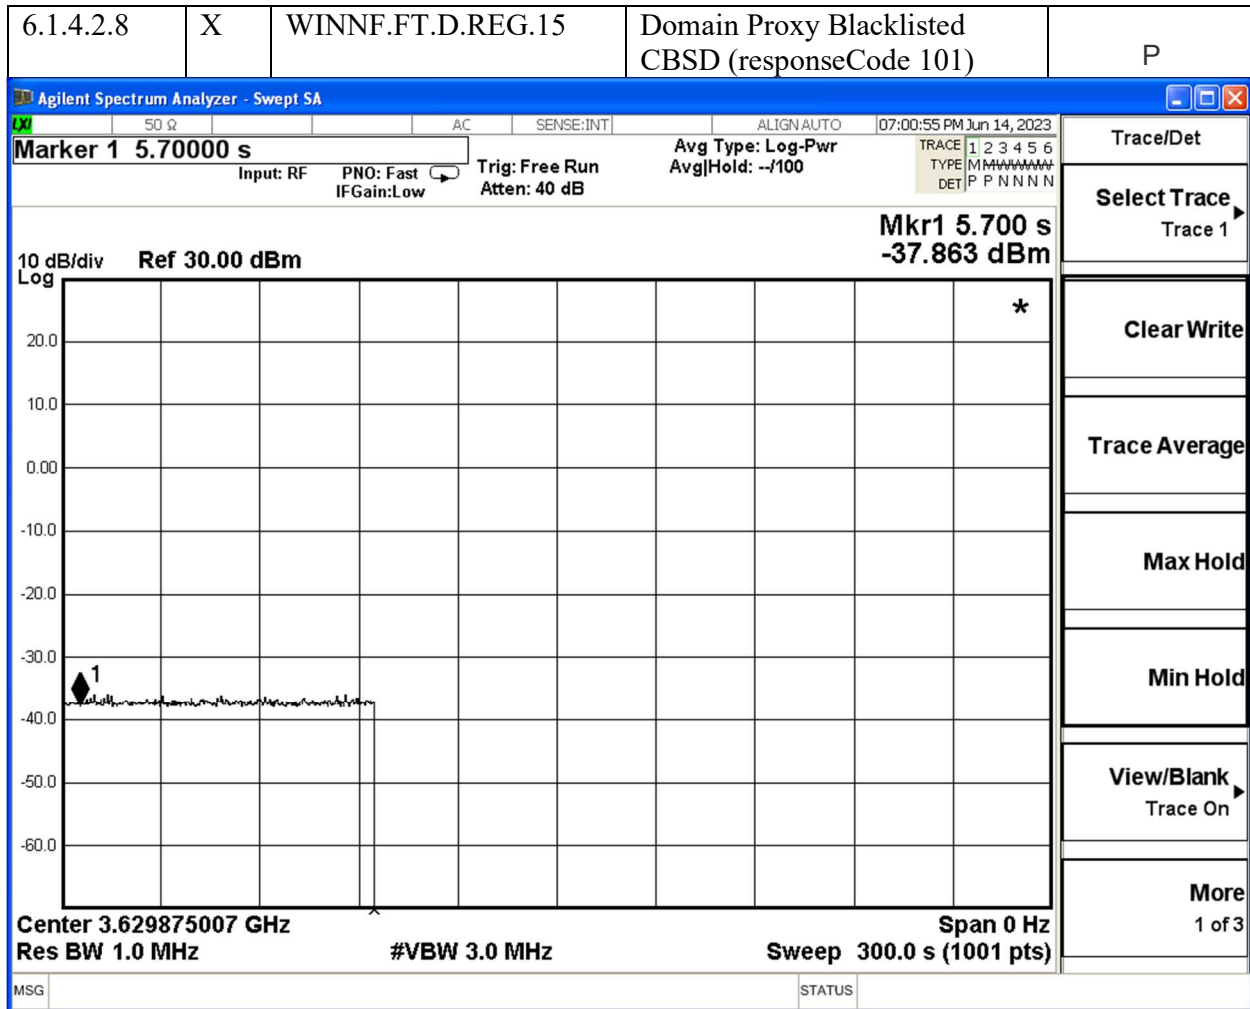 6.1.4.2.8 X WINNF.FT.D.REG.15 Domain Proxy Blacklisted
CBSD (responseCode 101) P
Agilent Spectrum Analyzer - Swept SA
LXI 50 Ω AC SENSE:INT ALIGN AUTO 07:00:55 PM Jun 14, 2023
Marker 1 5.70000 s
Input: RF PNO: Fast Trig: Free Run
IFGain:Low Atten: 40 dB
Avg Type: Log-Pwr
Avg|Hold: --/100
TRACE 1 2 3 4 5 6
TYPE M M W W W W
DET P P N N N N
Mkr1 5.700 s
-37.863 dBm
10 dB/div Ref 30.00 dBm
Log
20.0
10.0
0.00
-10.0
-20.0
-30.0
-40.0
-50.0
-60.0
1
*
Center 3.629875007 GHz Span 0 Hz
Res BW 1.0 MHz #VBW 3.0 MHz Sweep 300.0 s (1001 pts)
MSG STATUS
Trace/Det
Select Trace
Trace 1
Clear Write
Trace Average
Max Hold
Min Hold
View/Blank
Trace On
More
1 of 3